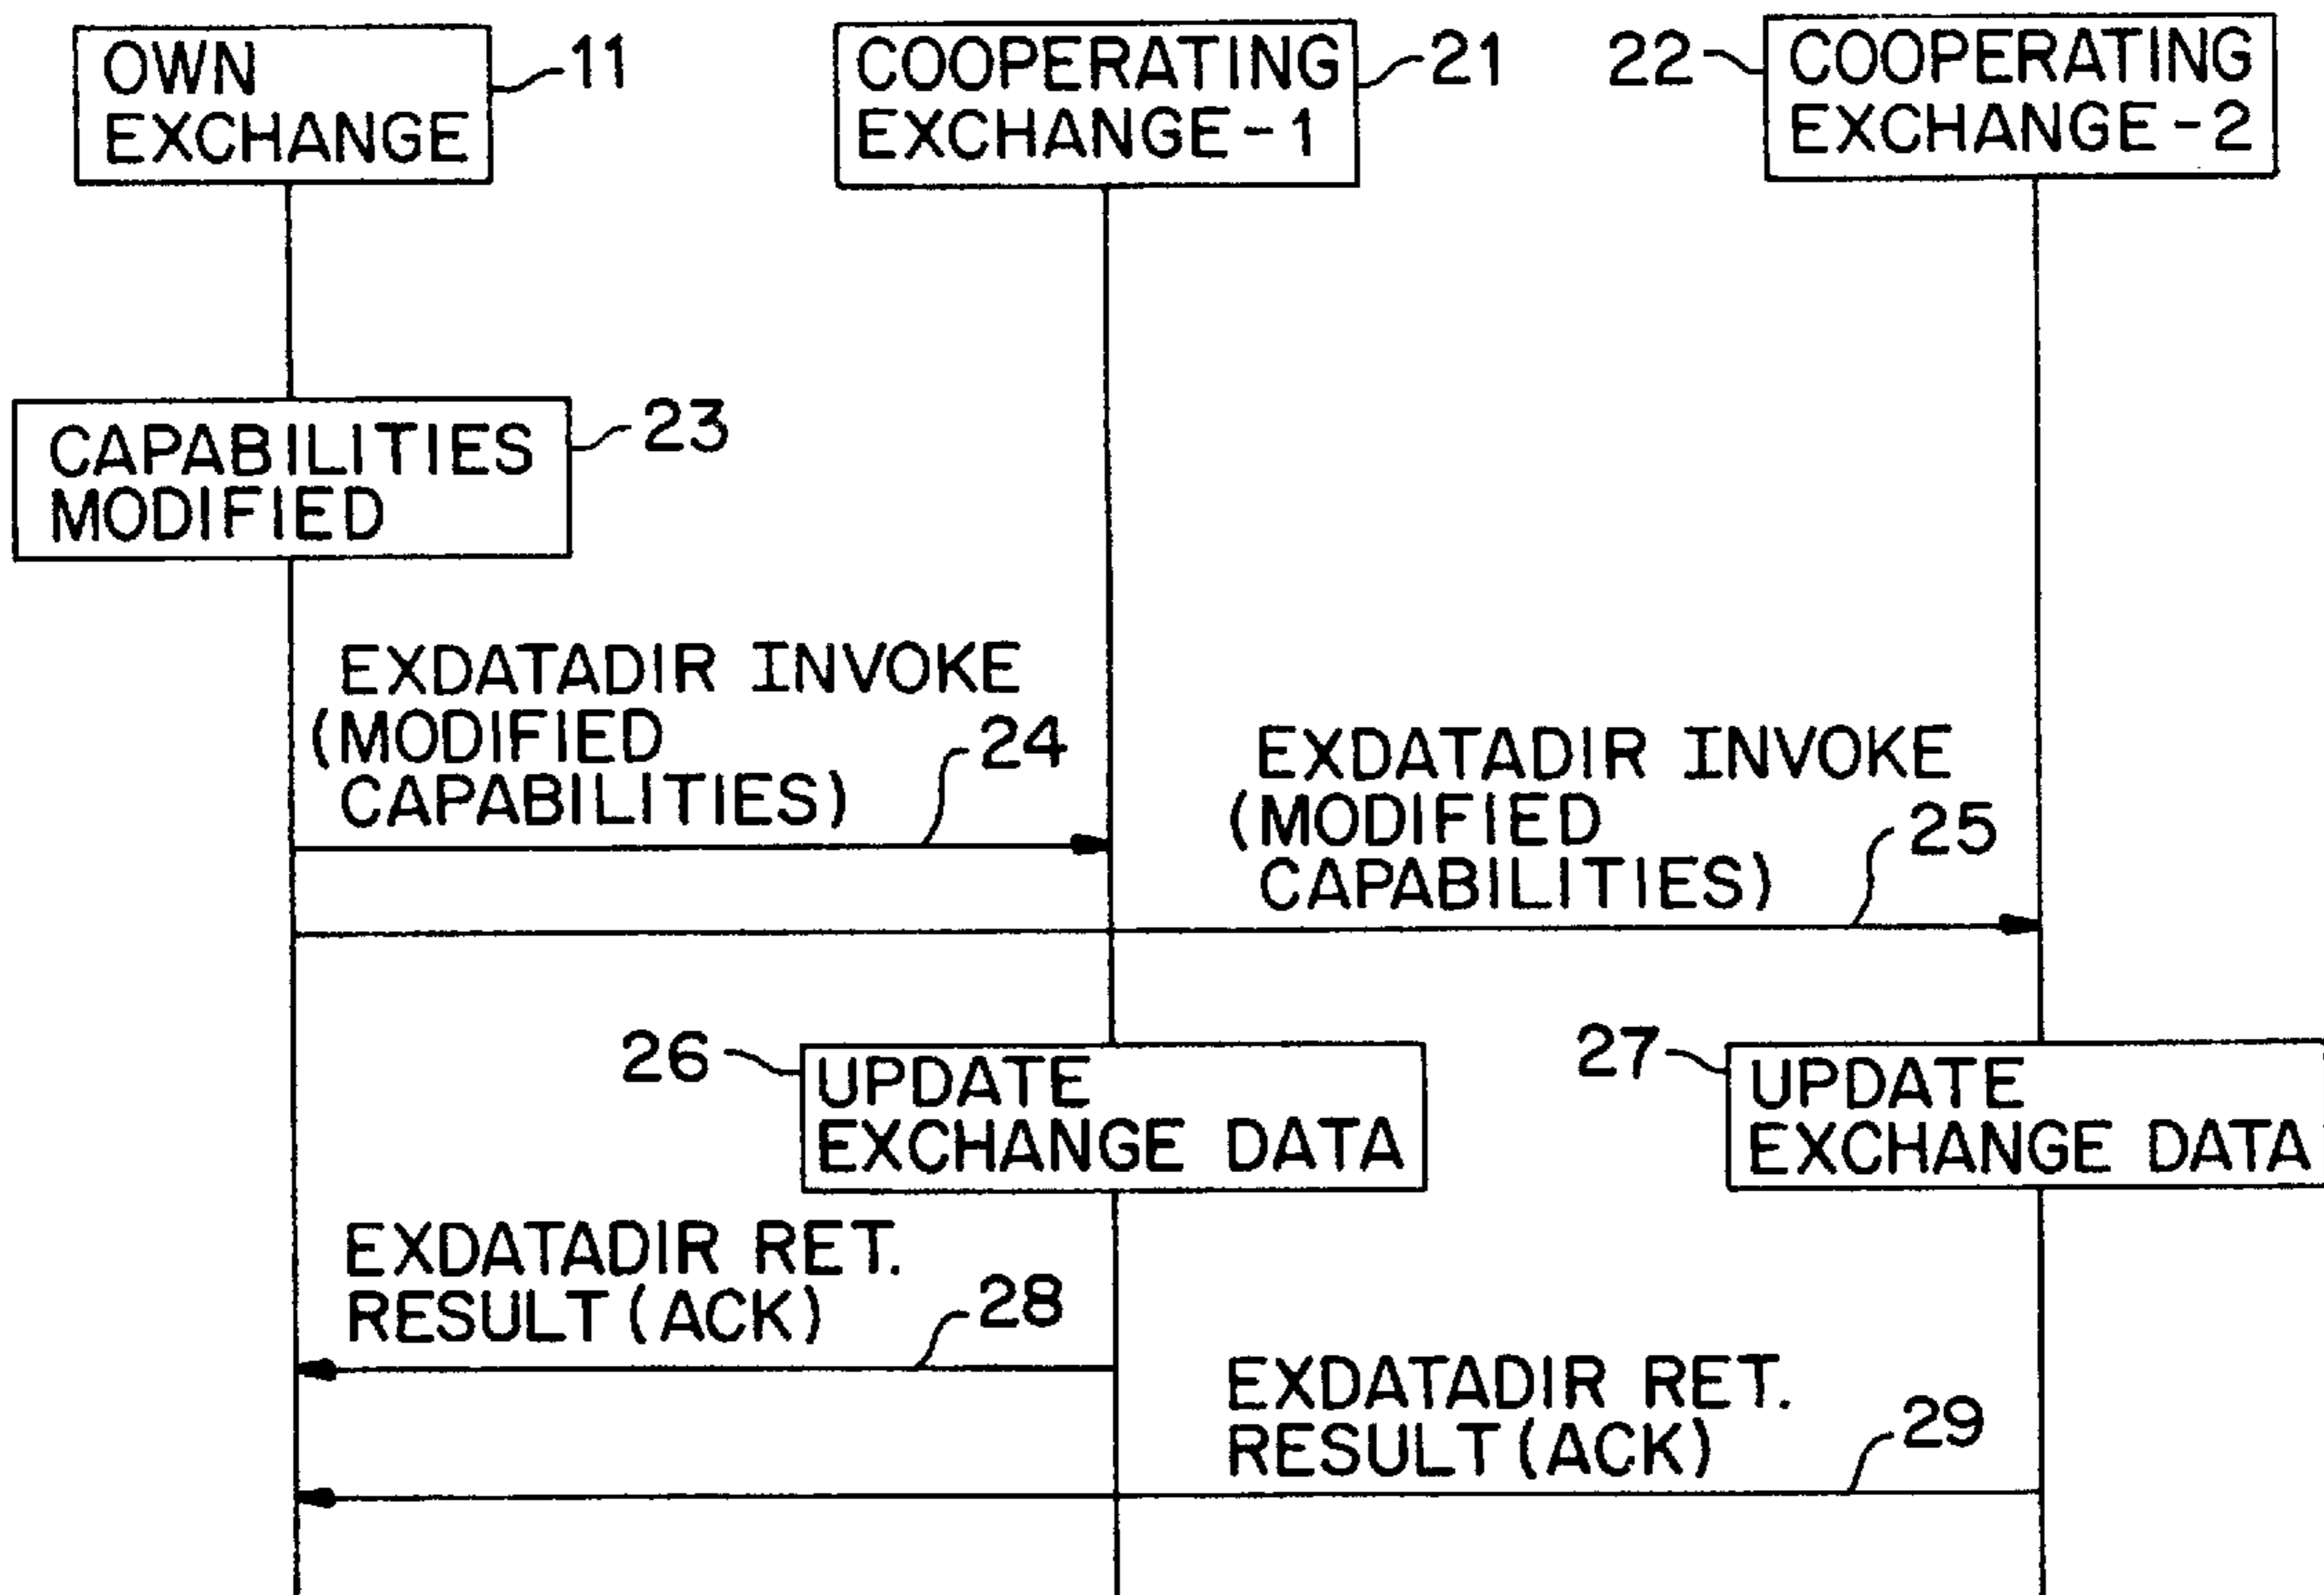 OWN
EXCHANGE
11
COOPERATING
EXCHANGE-1
21
22
COOPERATING
EXCHANGE-2
CAPABILITIES
MODIFIED
23
EXDATADIR INVOKE
(MODIFIED
CAPABILITIES)
24
EXDATADIR INVOKE
(MODIFIED
CAPABILITIES)
25
26
UPDATE
EXCHANGE DATA
27
UPDATE
EXCHANGE DATA
EXDATADIR RET.
RESULT (ACK)
28
EXDATADIR RET.
RESULT (ACK)
29